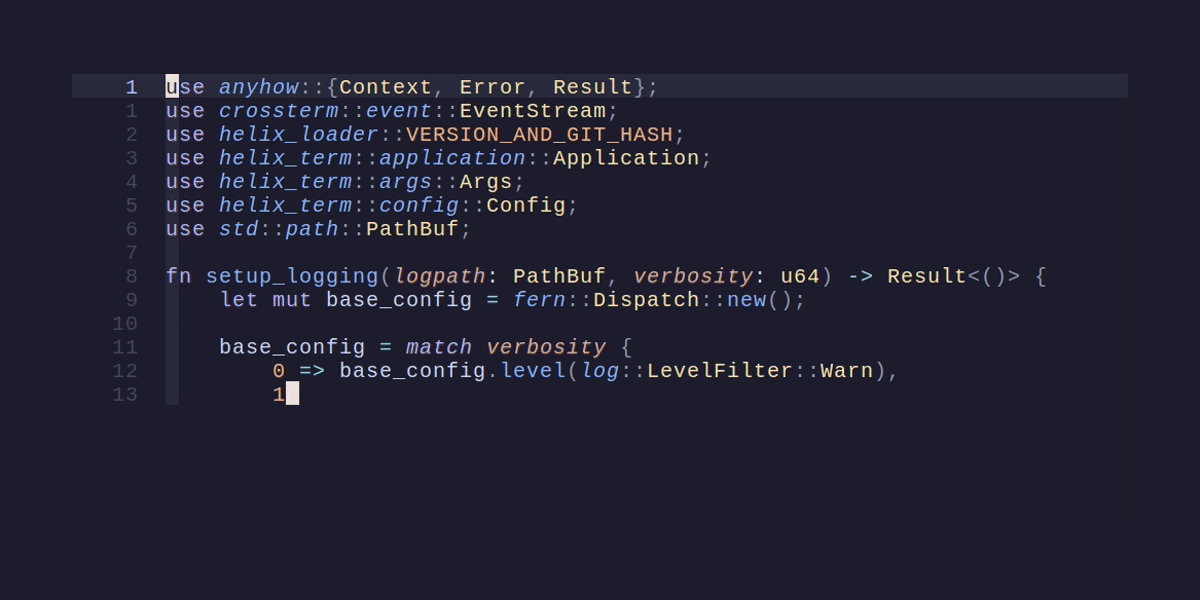 1 use anyhow::{Context, Error, Result};
1 use crossterm::event::EventStream;
2 use helix_loader::VERSION_AND_GIT_HASH;
3 use helix_term::application::Application;
4 use helix_term::args::Args;
5 use helix_term::config::Config;
6 use std::path::PathBuf;
7
8 fn setup_logging(logpath: PathBuf, verbosity: u64) -> Result<()> {
9     let mut base_config = fern::Dispatch::new();
10
11     base_config = match verbosity {
12         0 => base_config.level(log::LevelFilter::Warn),
13         1